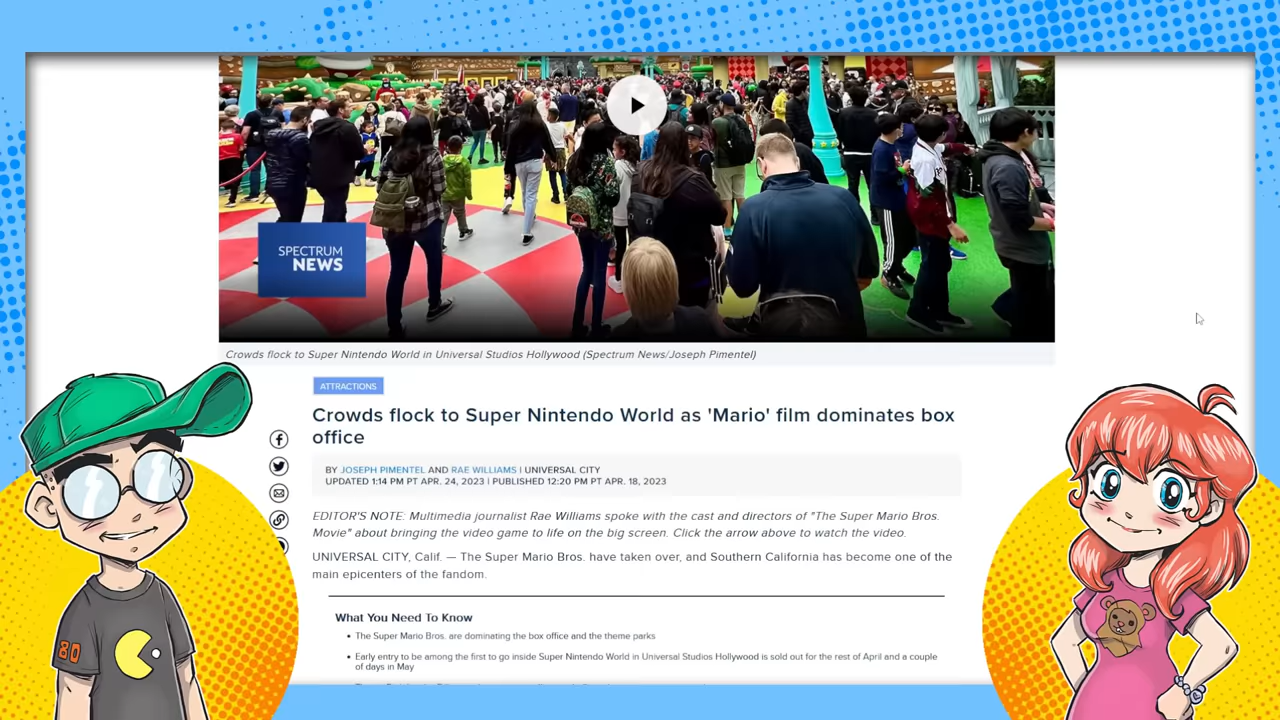 SPECTRUM
NEWS
Crowds flock to Super Nintendo World in Universal Studios Hollywood (Spectrum News/Joseph Pimentel)
ATTRACTIONS
Crowds flock to Super Nintendo World as 'Mario' film dominates box
office
BY JOSEPH PIMENTEL AND RAE WILLIAMS | UNIVERSAL CITY
UPDATED 1:14 PM PT APR. 24, 2023 | PUBLISHED 12:20 PM PT APR. 18, 2023
EDITOR'S NOTE: Multimedia journalist Rae Williams spoke with the cast and directors of "The Super Mario Bros.
Movie" about bringing the video game to life on the big screen. Click the arrow above to watch the video.
UNIVERSAL CITY, Calif. — The Super Mario Bros. have taken over, and Southern California has become one of the
main epicenters of the fandom.
What You Need To Know
• The Super Mario Bros. are dominating the box office and the theme parks
• Early entry to be among the first to go inside Super Nintendo World in Universal Studios Hollywood is sold out for the rest of April and a couple
of days in May
80